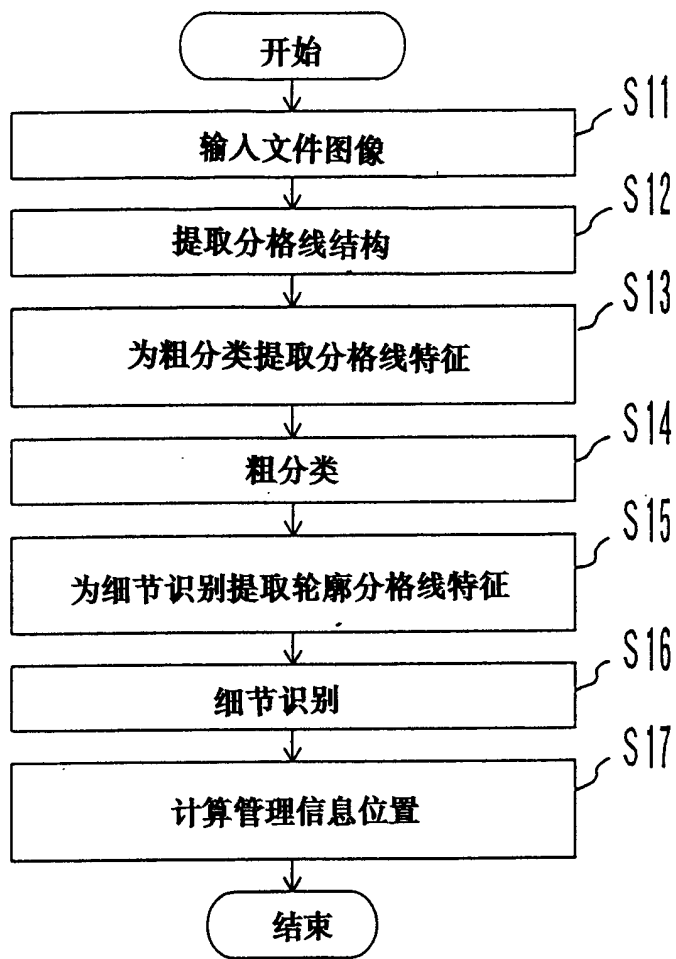 开始
S11
输入文件图像
S12
提取分格线结构
S13
为粗分类提取分格线特征
S14
粗分类
S15
为细节识别提取轮廓分格线特征
S16
细节识别
S17
计算管理信息位置
结束